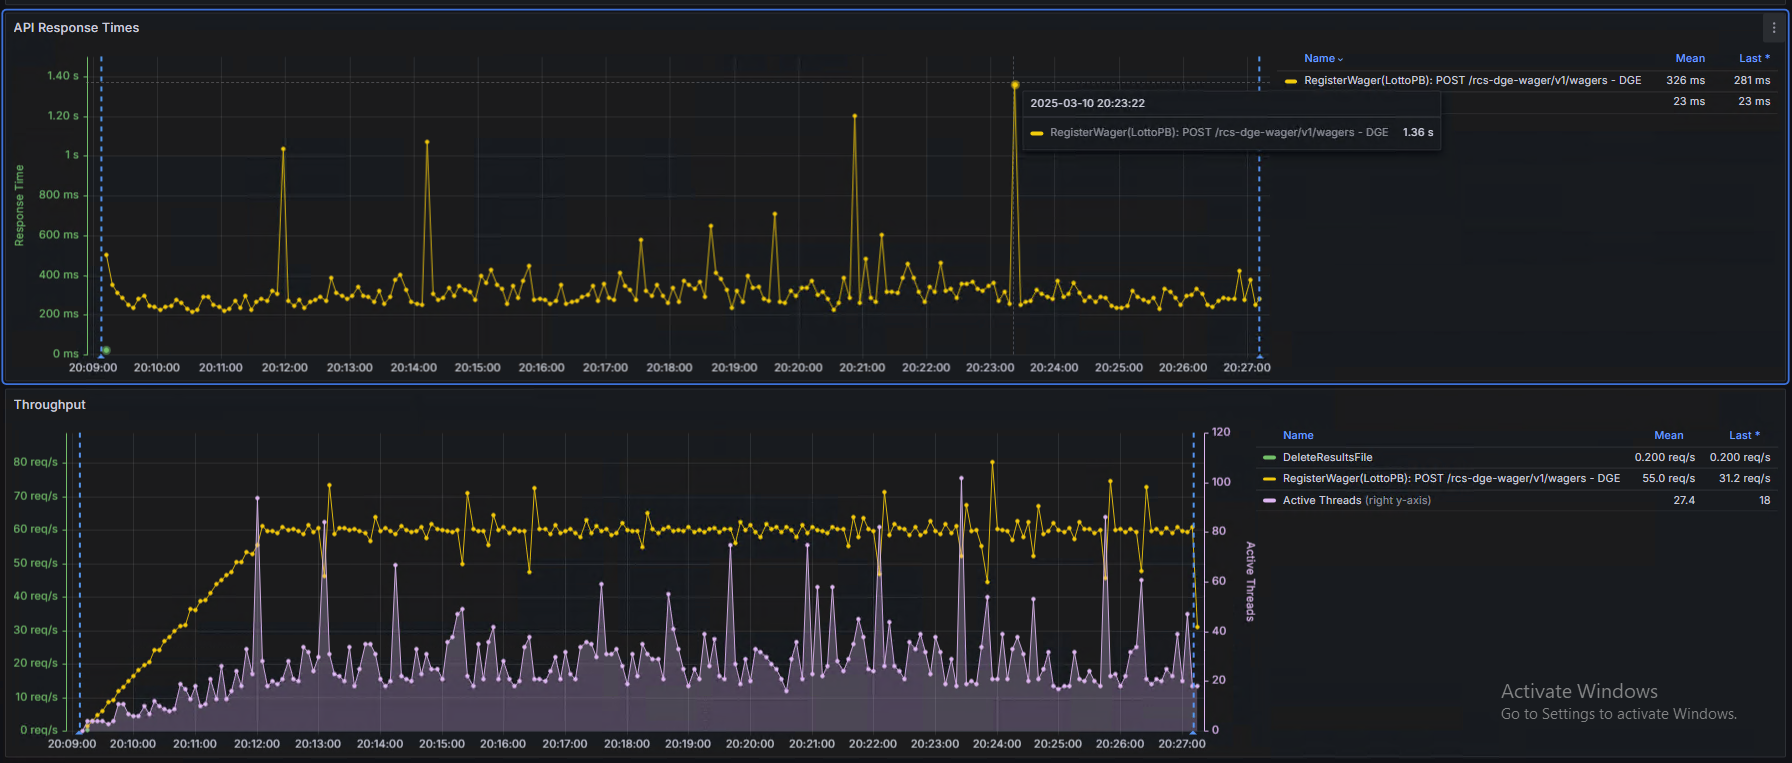 API Response Times
Name Mean Last *
RegisterWager(LottoPB): POST /rcs-dge-wager/v1/wagers - DGE 326 ms 281 ms
23 ms 23 ms
2025-03-10 20:23:22
RegisterWager(LottoPB): POST /rcs-dge-wager/v1/wagers - DGE 1.36 s
Response Time
1.40 s
1.20 s
1 s
800 ms
600 ms
400 ms
200 ms
0 ms
20:09:00 20:10:00 20:11:00 20:12:00 20:13:00 20:14:00 20:15:00 20:16:00 20:17:00 20:18:00 20:19:00 20:20:00 20:21:00 20:22:00 20:23:00 20:24:00 20:25:00 20:26:00 20:27:00
Throughput
80 req/s
70 req/s
60 req/s
50 req/s
40 req/s
30 req/s
20 req/s
10 req/s
0 req/s
120
100
80
60
40
20
0
Active Threads
20:09:00 20:10:00 20:11:00 20:12:00 20:13:00 20:14:00 20:15:00 20:16:00 20:17:00 20:18:00 20:19:00 20:20:00 20:21:00 20:22:00 20:23:00 20:24:00 20:25:00 20:26:00 20:27:00
Name Mean Last *
DeleteResultsFile 0.200 req/s 0.200 req/s
RegisterWager(LottoPB): POST /rcs-dge-wager/v1/wagers - DGE 55.0 req/s 31.2 req/s
Active Threads (right y-axis) 27.4 18
Activate Windows
Go to Settings to activate Windows.